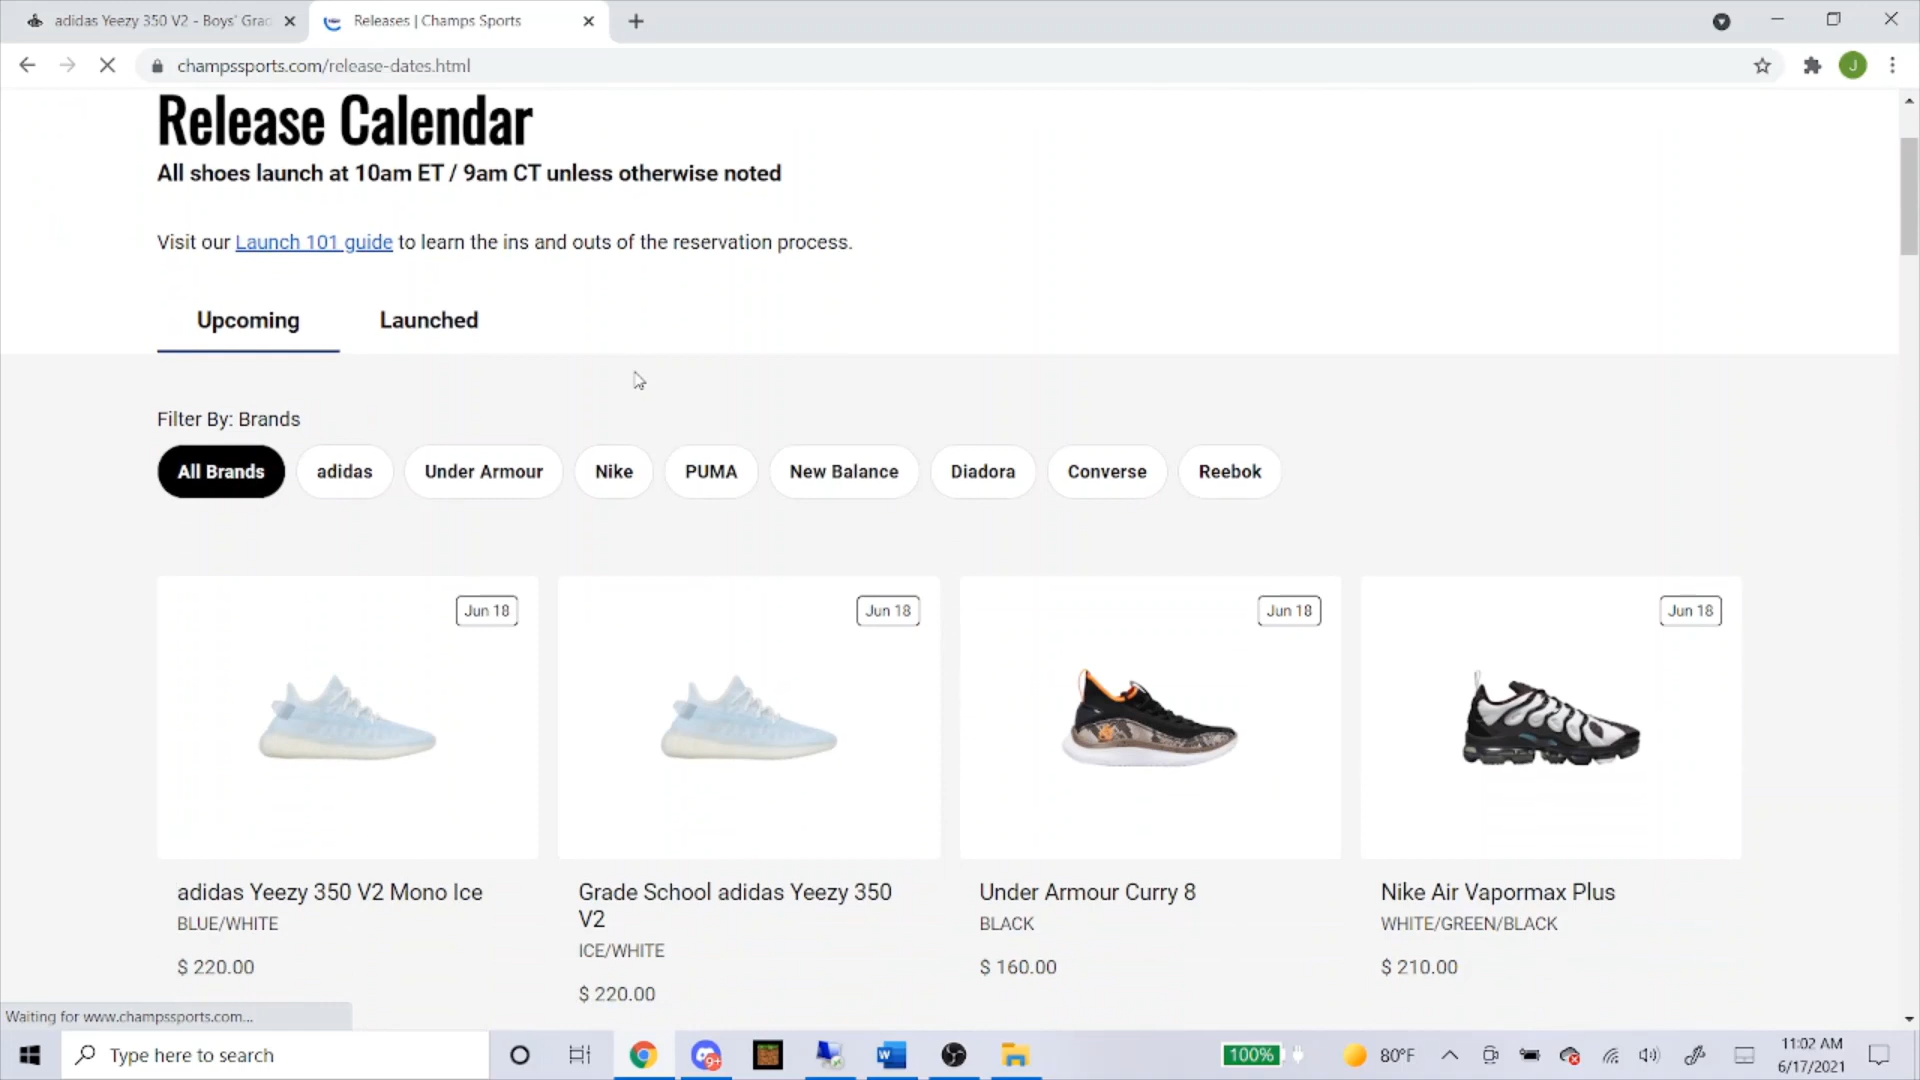 adidas Yeezy 350 V2 - Boys' Grac
Releases | Champs Sports
champssports.com/release-dates.html
J
Release Calendar
All shoes launch at 10am ET / 9am CT unless otherwise noted
Visit our Launch 101 guide to learn the ins and outs of the reservation process.
Upcoming Launched
Filter By: Brands
All Brands adidas Under Armour Nike PUMA New Balance Diadora Converse Reebok
Jun 18 Jun 18 Jun 18 Jun 18
adidas Yeezy 350 V2 Mono Ice
BLUE/WHITE
$ 220.00
Grade School adidas Yeezy 350
V2
ICE/WHITE
$ 220.00
Under Armour Curry 8
BLACK
$ 160.00
Nike Air Vapormax Plus
WHITE/GREEN/BLACK
$ 210.00
Waiting for www.champssports.com...
Type here to search
9+
W
100%
80°F
11:02 AM
6/17/2021